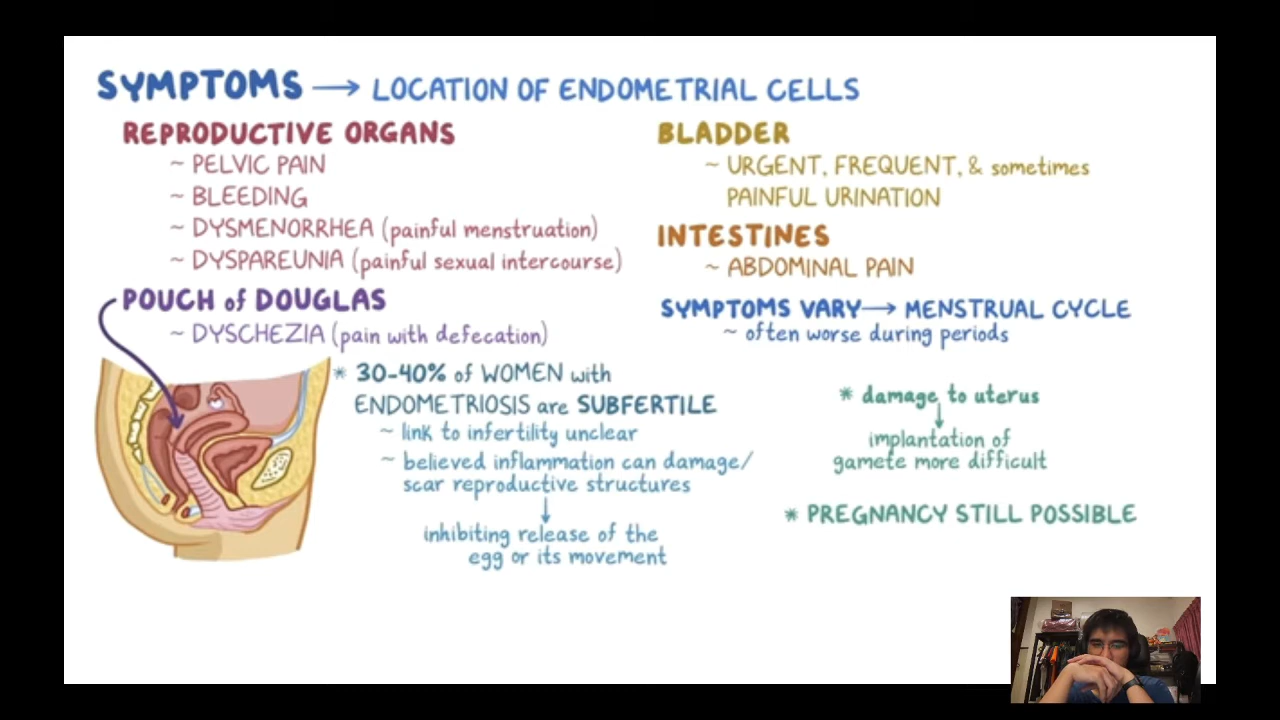 SYMPTOMS → LOCATION OF ENDOMETRIAL CELLS
REPRODUCTIVE ORGANS
~ PELVIC PAIN
~ BLEEDING
~ DYSMENORRHEA (painful menstruation)
~ DYSPAREUNIA (painful sexual intercourse)
POUCH of DOUGLAS
~ DYSCHEZIA (pain with defecation)
* 30-40% of WOMEN with
ENDOMETRIOSIS are SUBFERTILE
~ link to infertility unclear
~ believed inflammation can damage/
scar reproductive structures
↓
inhibiting release of the
egg or its movement
BLADDER
~ URGENT, FREQUENT, & sometimes
PAINFUL URINATION
INTESTINES
~ ABDOMINAL PAIN
SYMPTOMS VARY → MENSTRUAL CYCLE
~ often worse during periods
* damage to uterus
↓
implantation of
gamete more difficult
* PREGNANCY STILL POSSIBLE